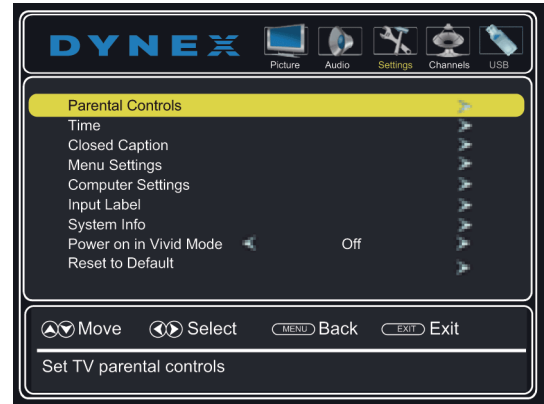 DYNEX
Picture Audio Settings Channels USB
Parental Controls
Time
Closed Caption
Menu Settings
Computer Settings
Input Label
System Info
Power on in Vivid Mode Off
Reset to Default
Move Select MENU Back EXIT Exit
Set TV parental controls